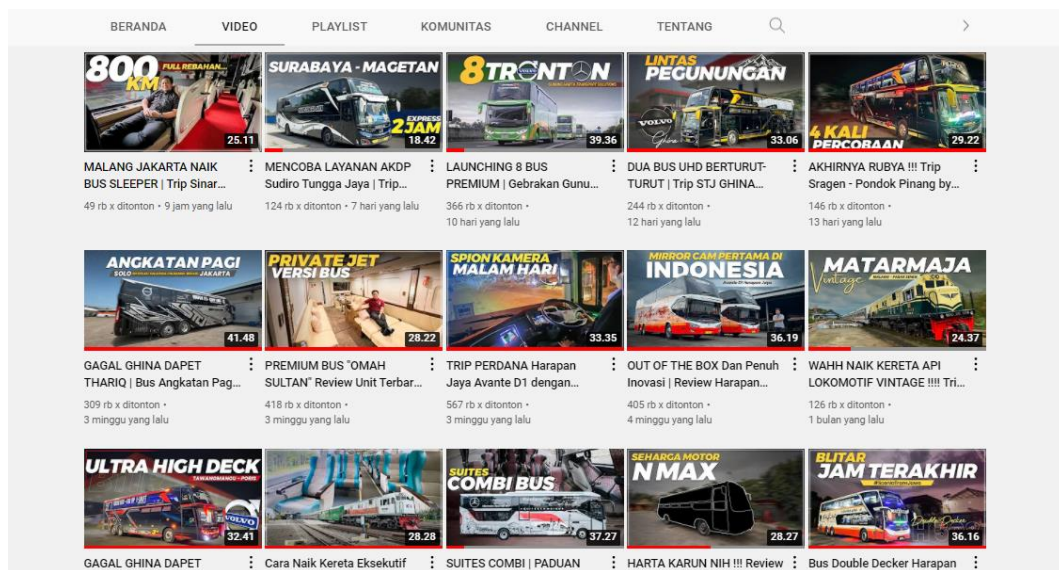 BERANDA VIDEO PLAYLIST KOMUNITAS CHANNEL TENTANG
800 KM FULL REBAHAN...
25.11
SURABAYA - MAGETAN
EXPRESS
2 JAM
18.42
8 TRONTON
VOLVO
39.36
LINTAS
PEGUNUNGAN
VOLVO
Ghina
33.06
4 KALI
PERCOBAAN
29.22
MALANG JAKARTA NAIK
BUS SLEEPER | Trip Sinar...
49 rb x ditonton • 9 jam yang lalu
MENCOBA LAYANAN AKDP
Sudiro Tungga Jaya | Trip...
124 rb x ditonton • 7 hari yang lalu
LAUNCHING 8 BUS
PREMIUM | Gebrakan Gunu...
366 rb x ditonton •
10 hari yang lalu
DUA BUS UHD BERTURUT-
TURUT | Trip STJ GHINA...
244 rb x ditonton •
12 hari yang lalu
AKHIRNYA RUBYA !!! Trip
Sragen - Pondok Pinang by...
146 rb x ditonton •
13 hari yang lalu
ANGKATAN PAGI
SOLO JAKARTA
41.48
PRIVATE JET
VERSI BUS
28.22
SPION KAMERA
MALAM HARI
33.35
MIRROR CAM PERTAMA DI
INDONESIA
Avante D1 Harapan Jaya
36.19
MATARMAJA
Vintage
24.37
GAGAL GHINA DAPET
THARIQ | Bus Angkatan Pag...
309 rb x ditonton •
3 minggu yang lalu
PREMIUM BUS "OMAH
SULTAN" Review Unit Terbar...
418 rb x ditonton •
3 minggu yang lalu
TRIP PERDANA Harapan
Jaya Avante D1 dengan...
567 rb x ditonton •
3 minggu yang lalu
OUT OF THE BOX Dan Penuh
Inovasi | Review Harapan...
405 rb x ditonton •
4 minggu yang lalu
WAHH NAIK KERETA API
LOKOMOTIF VINTAGE !!!! Tri...
126 rb x ditonton •
1 bulan yang lalu
ULTRA HIGH DECK
TAWANGMANGU - PORIS
VOLVO
32.41
28.28
SUITES
COMBI BUS
37.27
SEHARGA MOTOR
N MAX
28.27
BLITAR
JAM TERAKHIR
Double Decker
36.16
GAGAL GHINA DAPET
Cara Naik Kereta Eksekutif
SUITES COMBI | PADUAN
HARTA KARUN NIH !!! Review
Bus Double Decker Harapan